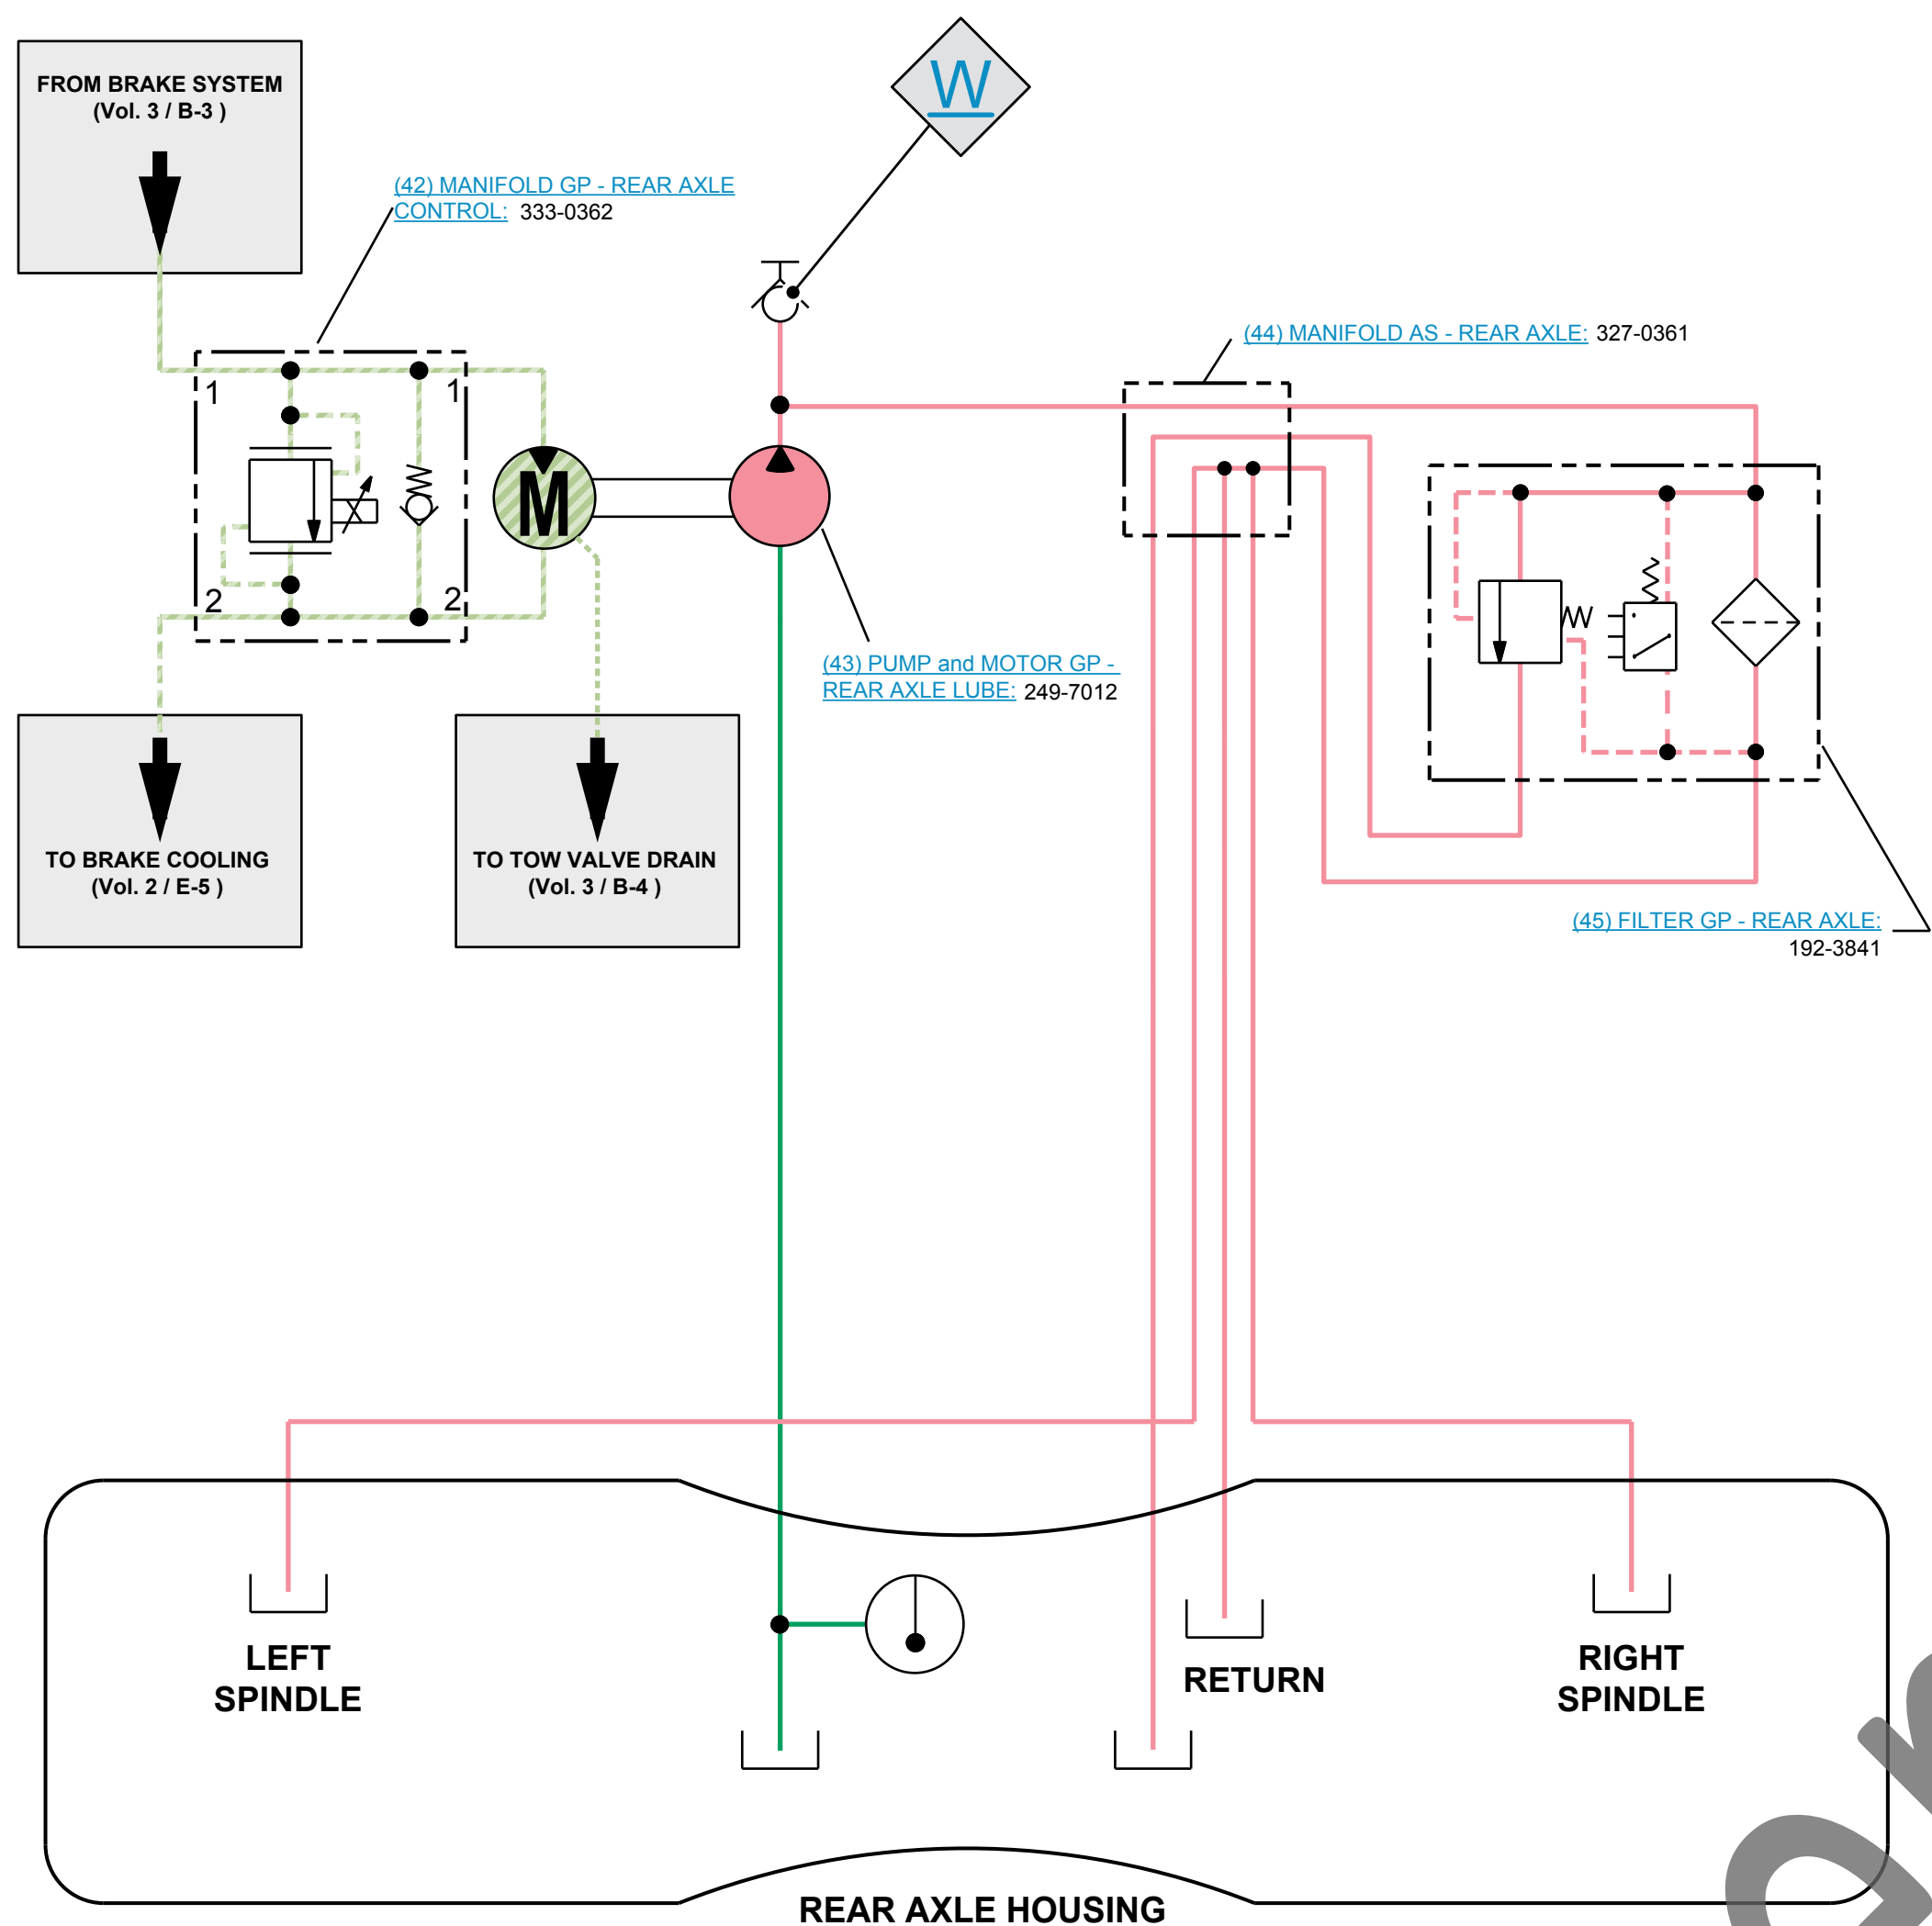 FROM BRAKE SYSTEM
(Vol. 3 / B-3 )
W
(42) MANIFOLD GP - REAR AXLE
CONTROL: 333-0362
(44) MANIFOLD AS - REAR AXLE: 327-0361
1
1
M
2
2
(43) PUMP and MOTOR GP -
REAR AXLE LUBE: 249-7012
TO BRAKE COOLING
(Vol. 2 / E-5 )
TO TOW VALVE DRAIN
(Vol. 3 / B-4 )
(45) FILTER GP - REAR AXLE:
192-3841
LEFT
SPINDLE
RETURN
RIGHT
SPINDLE
REAR AXLE HOUSING